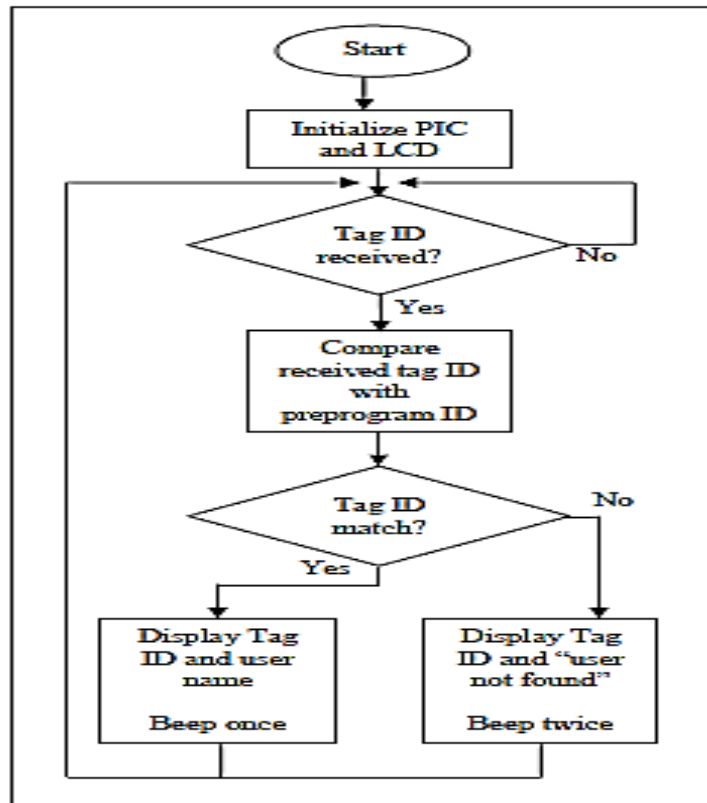 Start
Initialize PIC
and LCD
Tag ID
received?
No
Yes
Compare
received tag ID
with
preprogram ID
Tag ID
match?
No
Yes
Display Tag
ID and user
name
Beep once
Display Tag
ID and “user
not found”
Beep twice